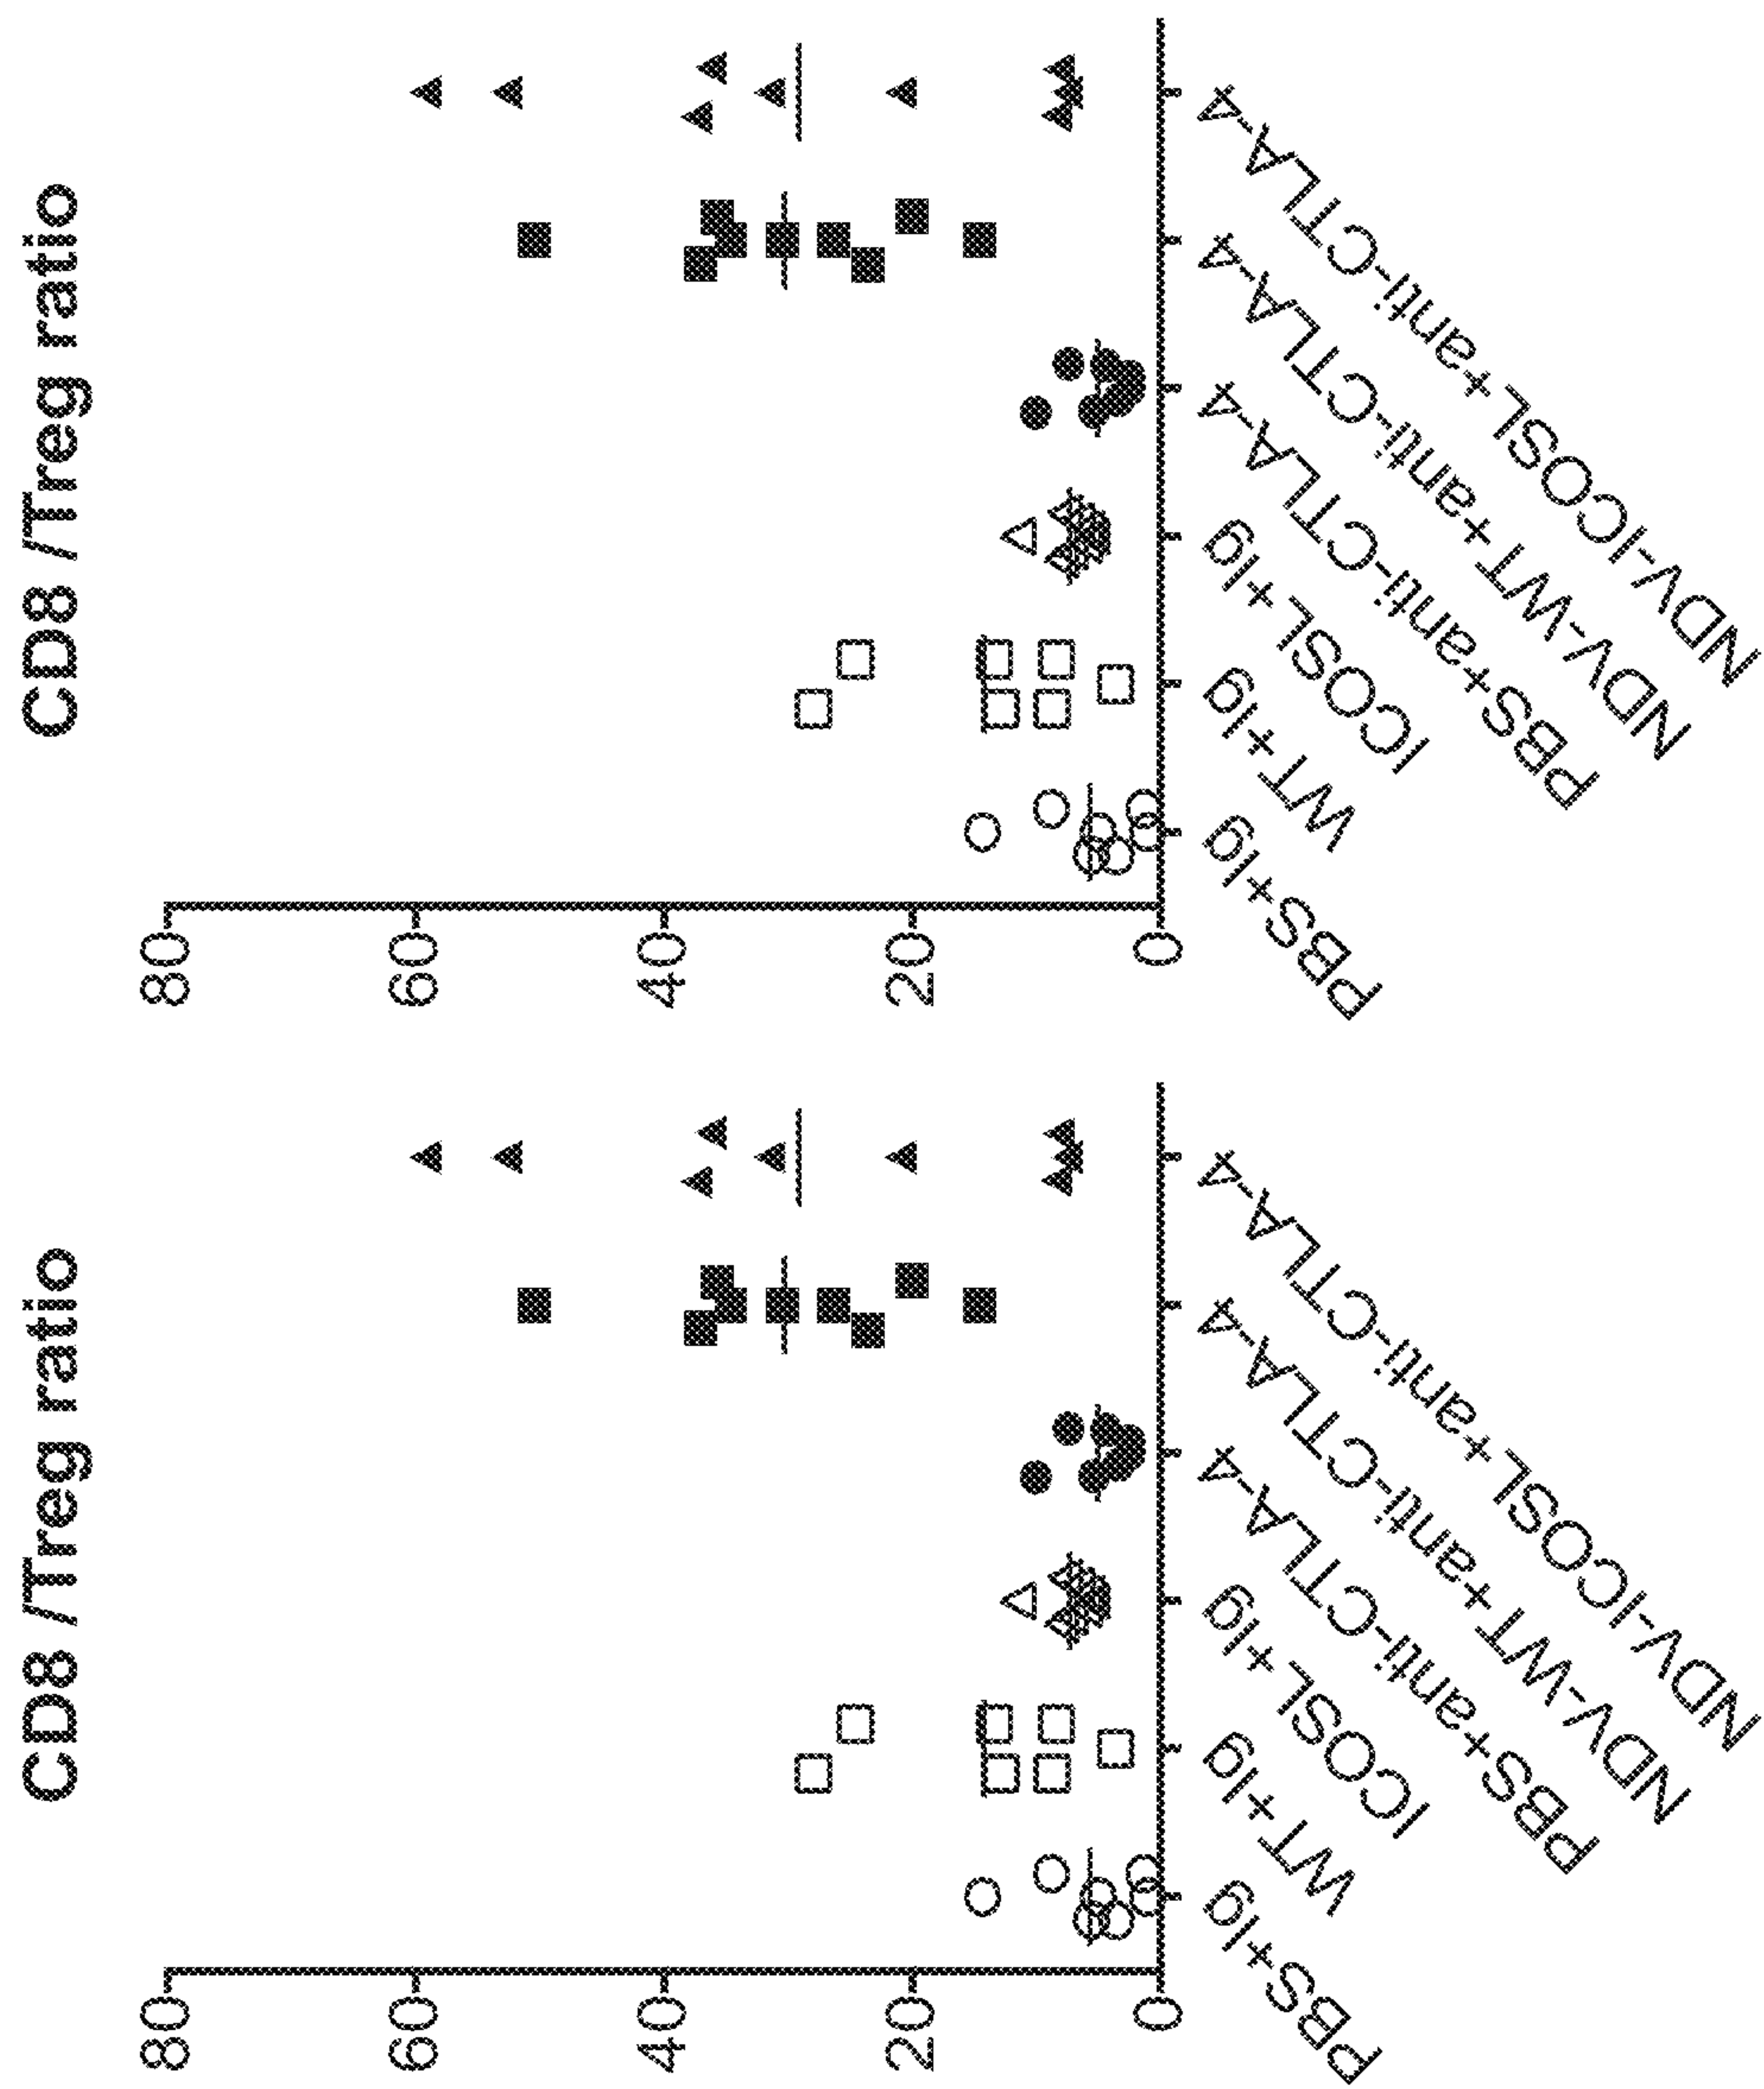 CD8 /Treg ratio
80
60
40
20
0
PBS+Ig
WT+Ig
ICOSL+Ig
PBS+anti-CTLA-4
NDV-WT+anti-CTLA-4
NDV-ICOSL+anti-CTLA-4
CD8 /Treg ratio
80
60
40
20
0
PBS+Ig
WT+Ig
ICOSL+Ig
PBS+anti-CTLA-4
NDV-WT+anti-CTLA-4
NDV-ICOSL+anti-CTLA-4